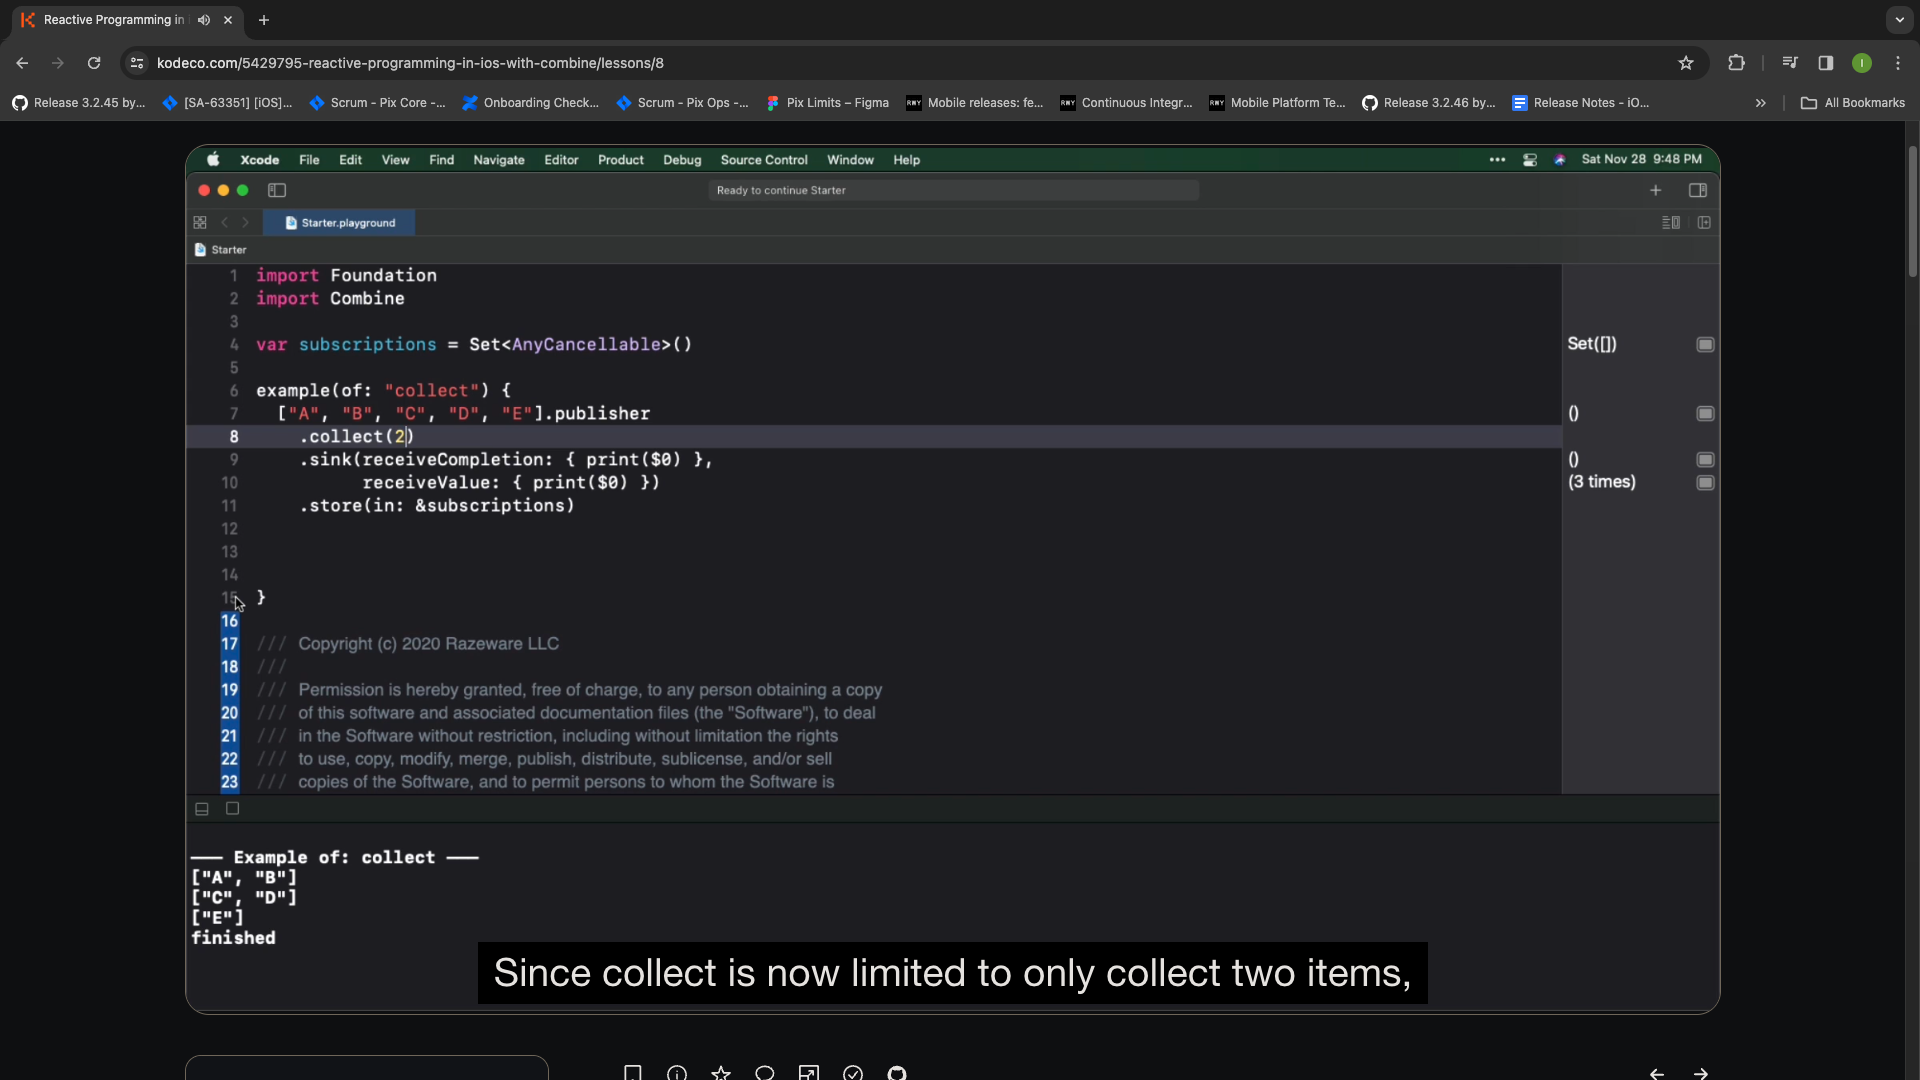 Reactive Programming in
kodeco.com/5429795-reactive-programming-in-ios-with-combine/lessons/8
I
Release 3.2.45 by...
[SA-63351] [iOS]...
Scrum - Pix Core -...
Onboarding Check...
Scrum - Pix Ops -...
Pix Limits – Figma
Mobile releases: fe...
Continuous Integr...
Mobile Platform Te...
Release 3.2.46 by...
Release Notes - iO...
» All Bookmarks
Xcode File Edit View Find Navigate Editor Product Debug Source Control Window Help
Sat Nov 28 9:48 PM
Ready to continue Starter
Starter.playground
Starter
1 import Foundation
2 import Combine
3
4 var subscriptions = Set<AnyCancellable>() Set([])
5
6 example(of: "collect") {
7 ["A", "B", "C", "D", "E"].publisher ()
8 .collect(2)
9 .sink(receiveCompletion: { print($0) }, ()
10 receiveValue: { print($0) }) (3 times)
11 .store(in: &subscriptions)
12
13
14
15 }
16
17 /// Copyright (c) 2020 Razeware LLC
18 ///
19 /// Permission is hereby granted, free of charge, to any person obtaining a copy
20 /// of this software and associated documentation files (the "Software"), to deal
21 /// in the Software without restriction, including without limitation the rights
22 /// to use, copy, modify, merge, publish, distribute, sublicense, and/or sell
23 /// copies of the Software, and to permit persons to whom the Software is
—— Example of: collect ——
["A", "B"]
["C", "D"]
["E"]
finished
Since collect is now limited to only collect two items,